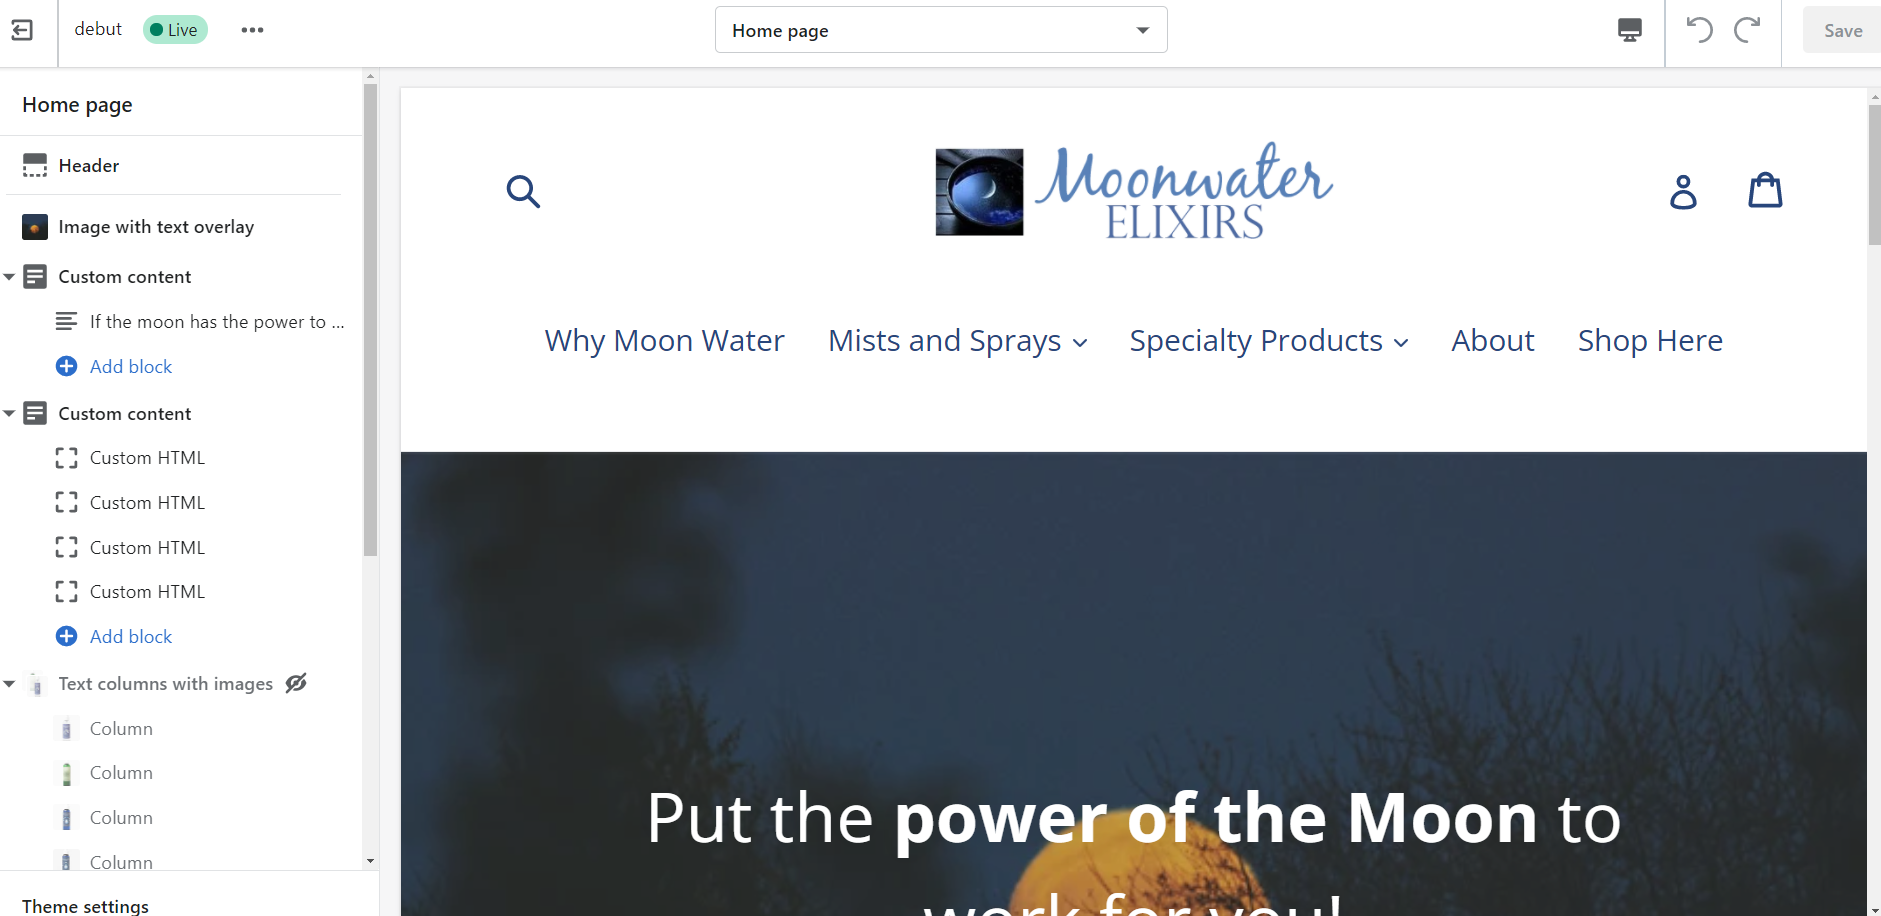 debut
Live
Home page
Save
Home page
Header
Image with text overlay
Custom content
If the moon has the power to ...
Add block
Custom content
Custom HTML
Custom HTML
Custom HTML
Custom HTML
Add block
Text columns with images
Column
Column
Column
Column
Theme settings
Moonwater
ELIXIRS
Why Moon Water
Mists and Sprays
Specialty Products
About
Shop Here
Put the power of the Moon to
work for you!